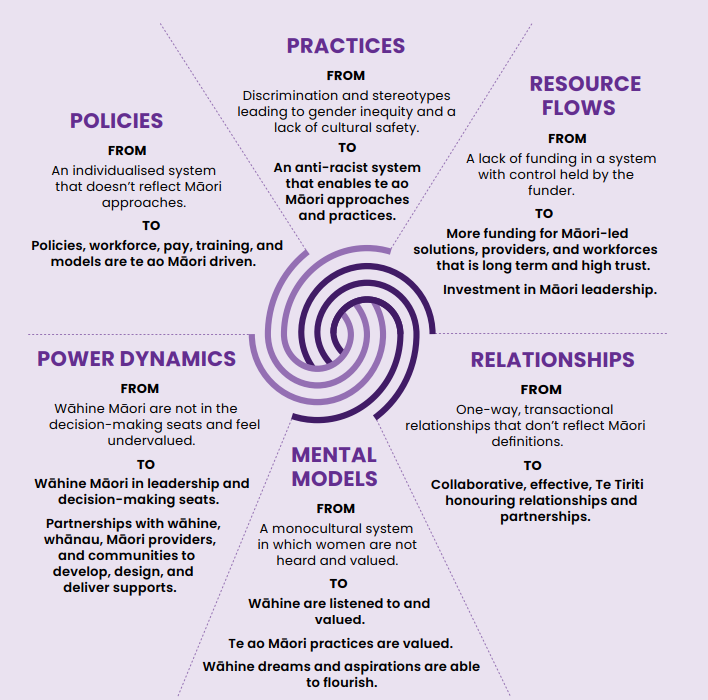 PRACTICES
FROM
Discrimination and stereotypes
leading to gender inequity and a
lack of cultural safety.
TO
An anti-racist system
that enables te ao
Māori approaches
and practices.
RESOURCE
FLOWS
FROM
A lack of funding in a system
with control held by the
funder.
TO
More funding for Māori-led
solutions, providers, and workforces
that is long term and high trust.
Investment in Māori leadership.
POLICIES
FROM
An individualised system
that doesn’t reflect Māori
approaches.
TO
Policies, workforce, pay, training, and
models are te ao Māori driven.
POWER DYNAMICS
FROM
Wāhine Māori are not in the
decision-making seats and feel
undervalued.
TO
Wāhine Māori in leadership and
decision-making seats.
Partnerships with wāhine,
whānau, Māori providers,
and communities to
develop, design, and
deliver supports.
RELATIONSHIPS
FROM
One-way, transactional
relationships that don’t reflect Māori
definitions.
TO
Collaborative, effective, Te Tiriti
honouring relationships and
partnerships.
MENTAL
MODELS
FROM
A monocultural system
in which women are not
heard and valued.
TO
Wāhine are listened to and
valued.
Te ao Māori practices are valued.
Wāhine dreams and aspirations are able
to flourish.